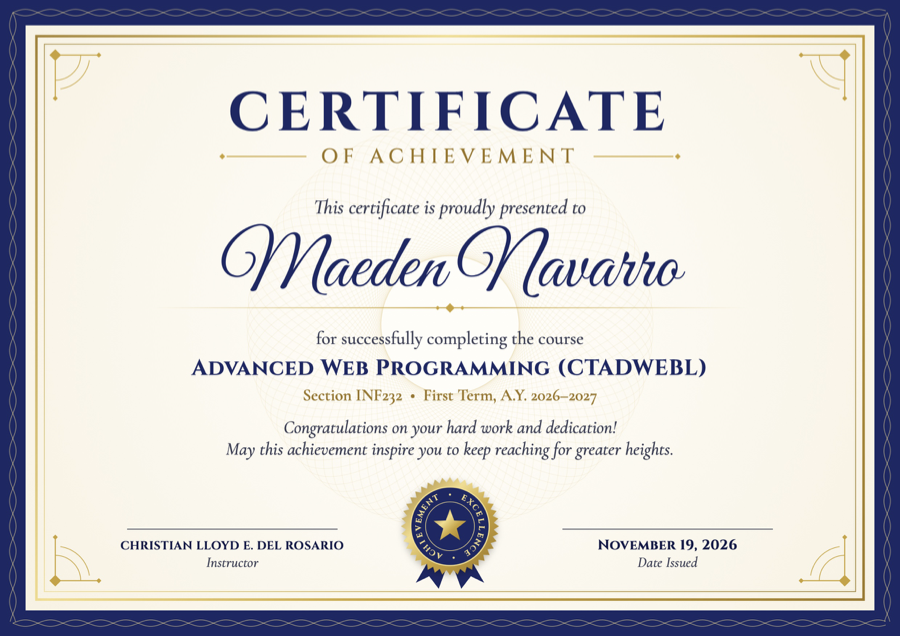 CERTIFICATE
OF ACHIEVEMENT
This certificate is proudly presented to
Maeden Navarro
for successfully completing the course
Advanced Web Programming (CTADWEBL)
Section INF232 • First Term, A.Y. 2026–2027
Congratulations on your hard work and dedication!
May this achievement inspire you to keep reaching for greater heights.
ACHIEVEMENT • EXCELLENCE •
CHRISTIAN LLOYD E. DEL ROSARIO
Instructor
November 19, 2026
Date Issued